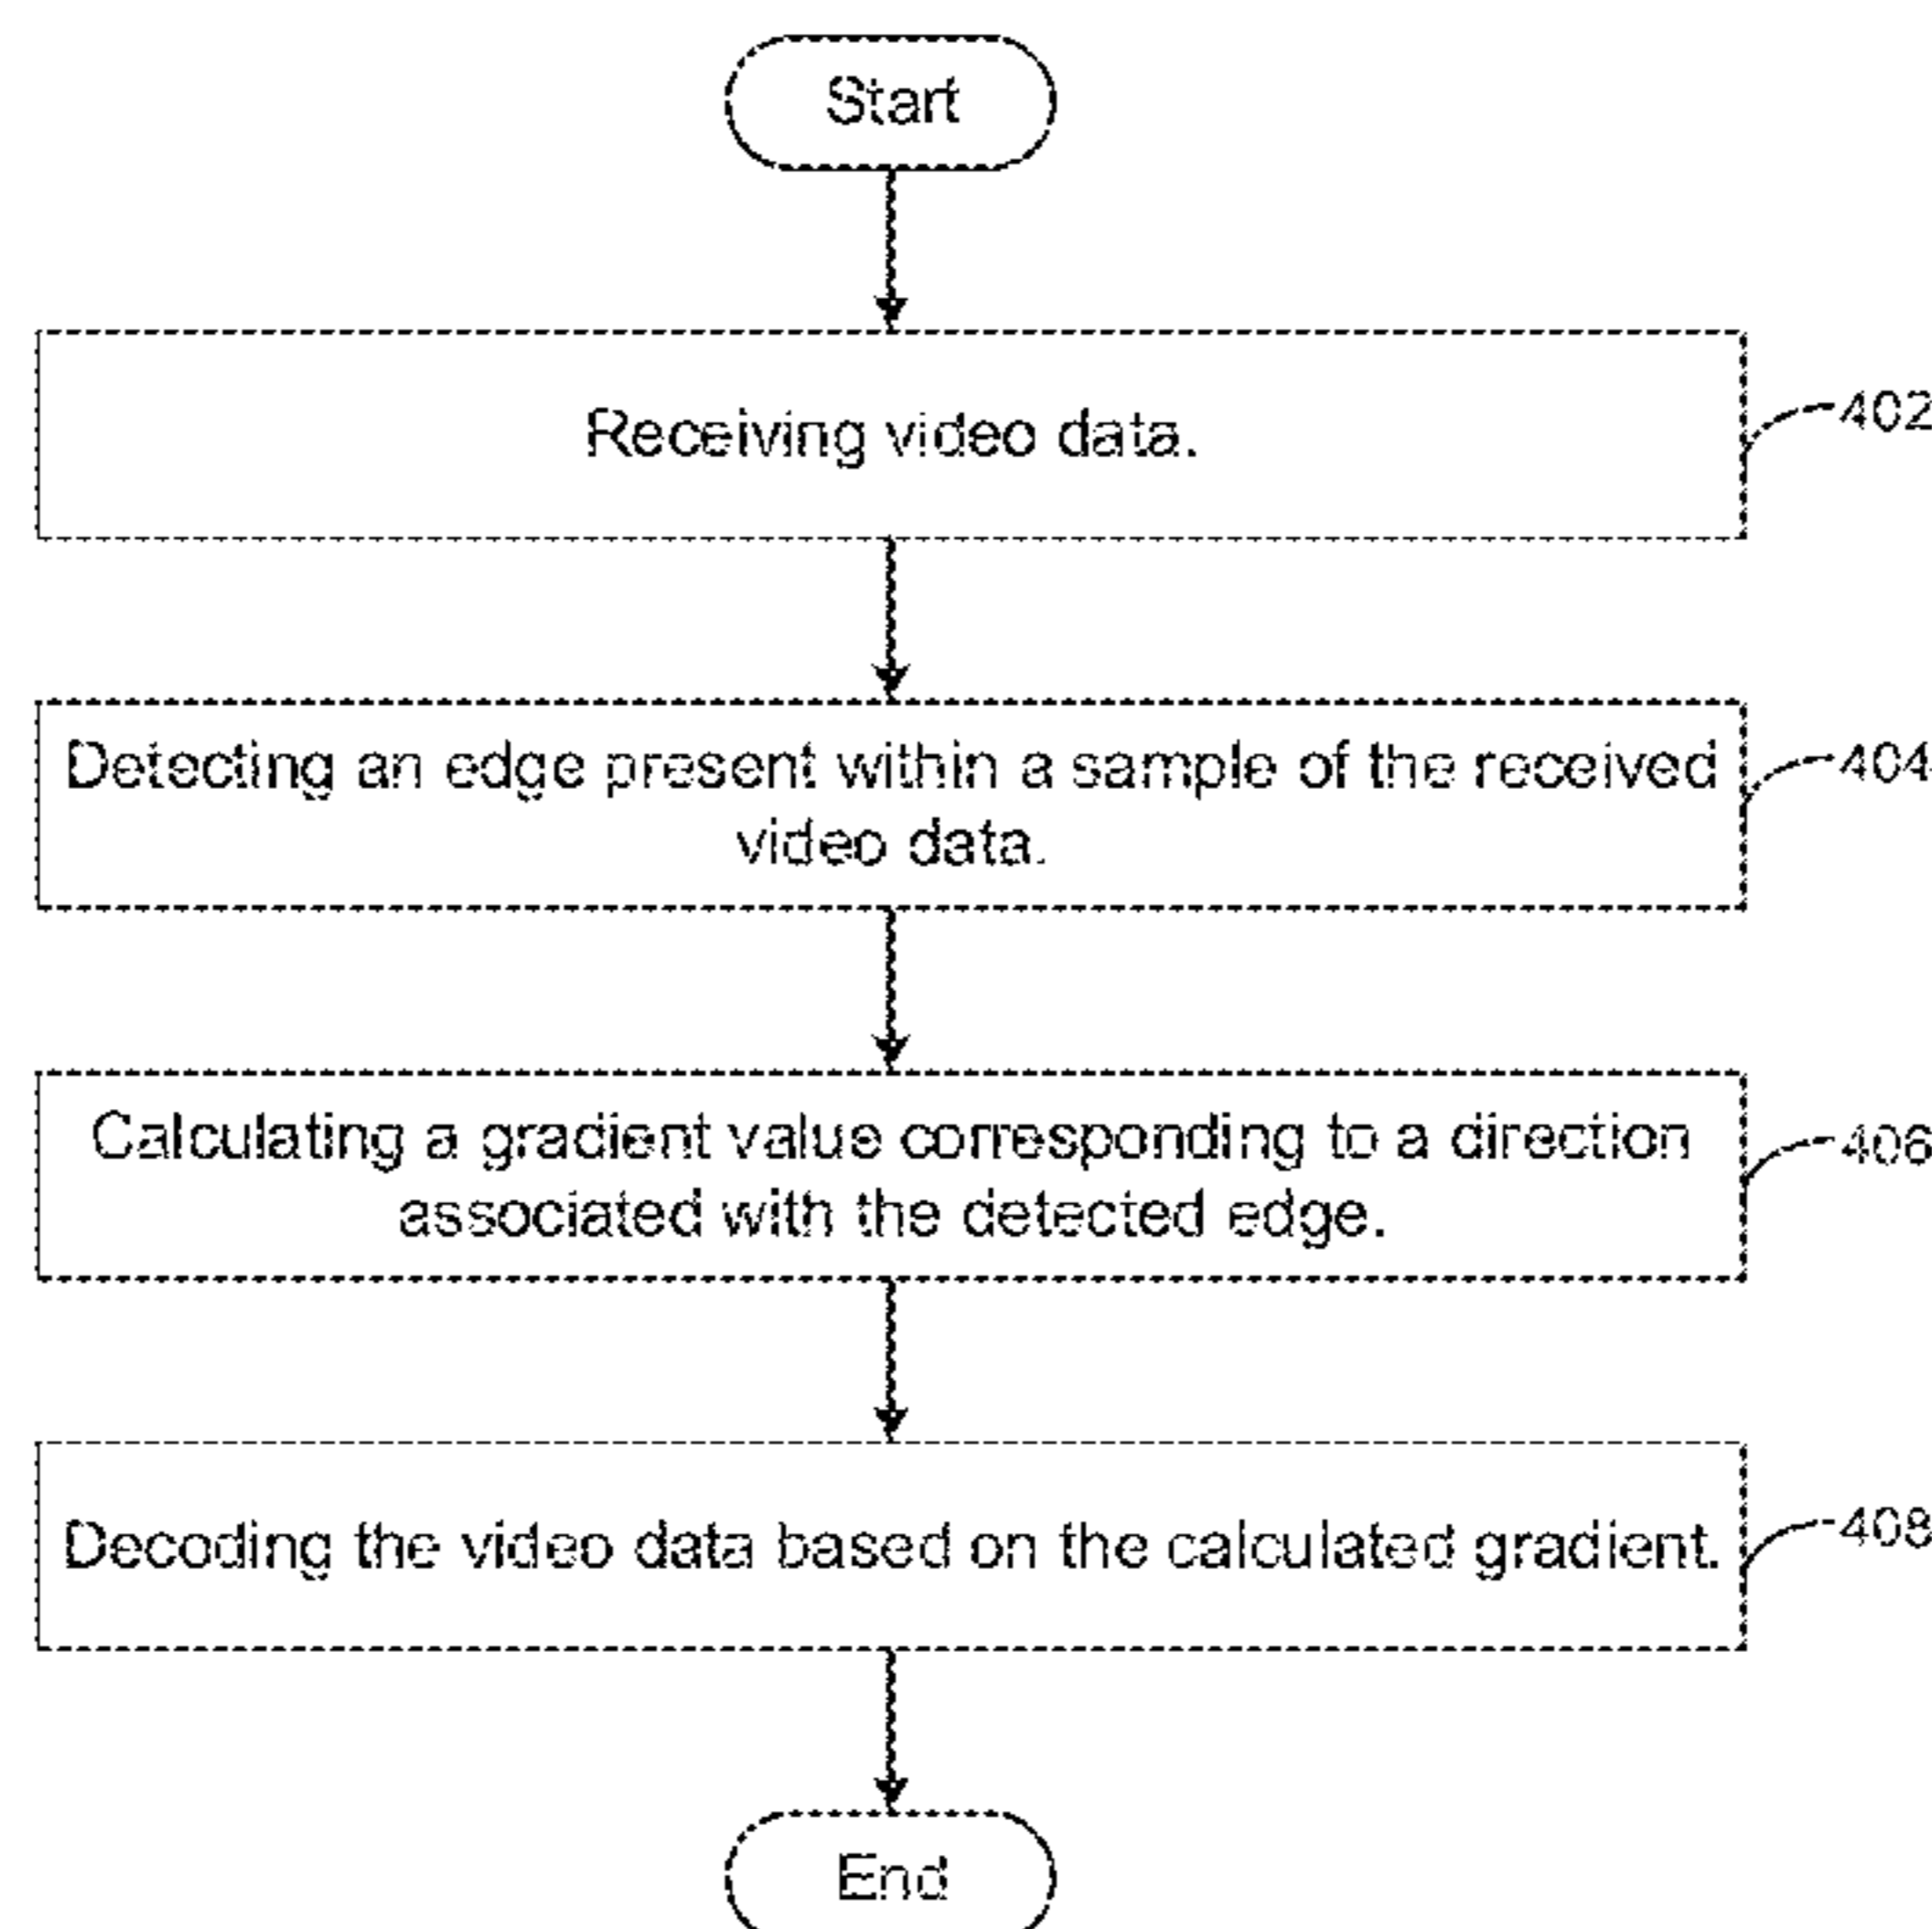 Start
Receiving video data.
402
Detecting an edge present within a sample of the received
video data.
404
Calculating a gradient value corresponding to a direction
associated with the detected edge.
406
Decoding the video data based on the calculated gradient.
408
End